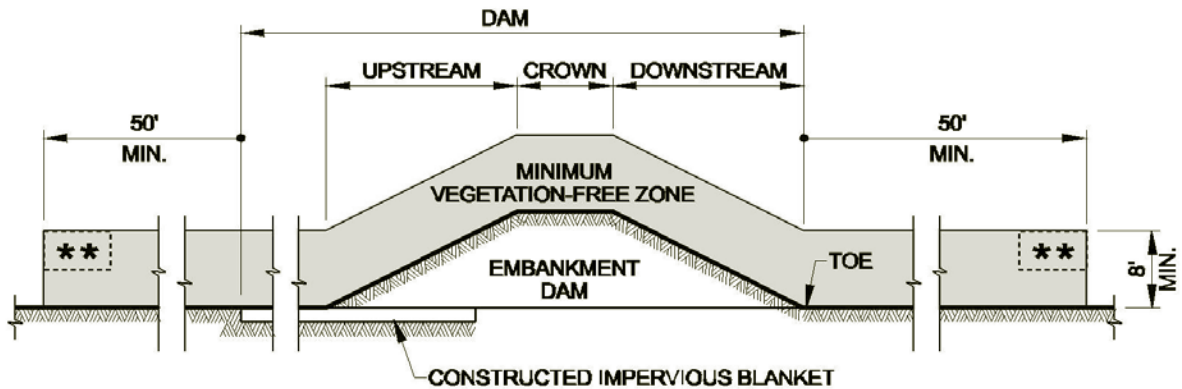 DAM
UPSTREAM
CROWN
DOWNSTREAM
50'
MIN.
50'
MIN.
MINIMUM
VEGETATION-FREE ZONE
**
**
EMBANKMENT
DAM
TOE
8'
MIN.
CONSTRUCTED IMPERVIOUS BLANKET